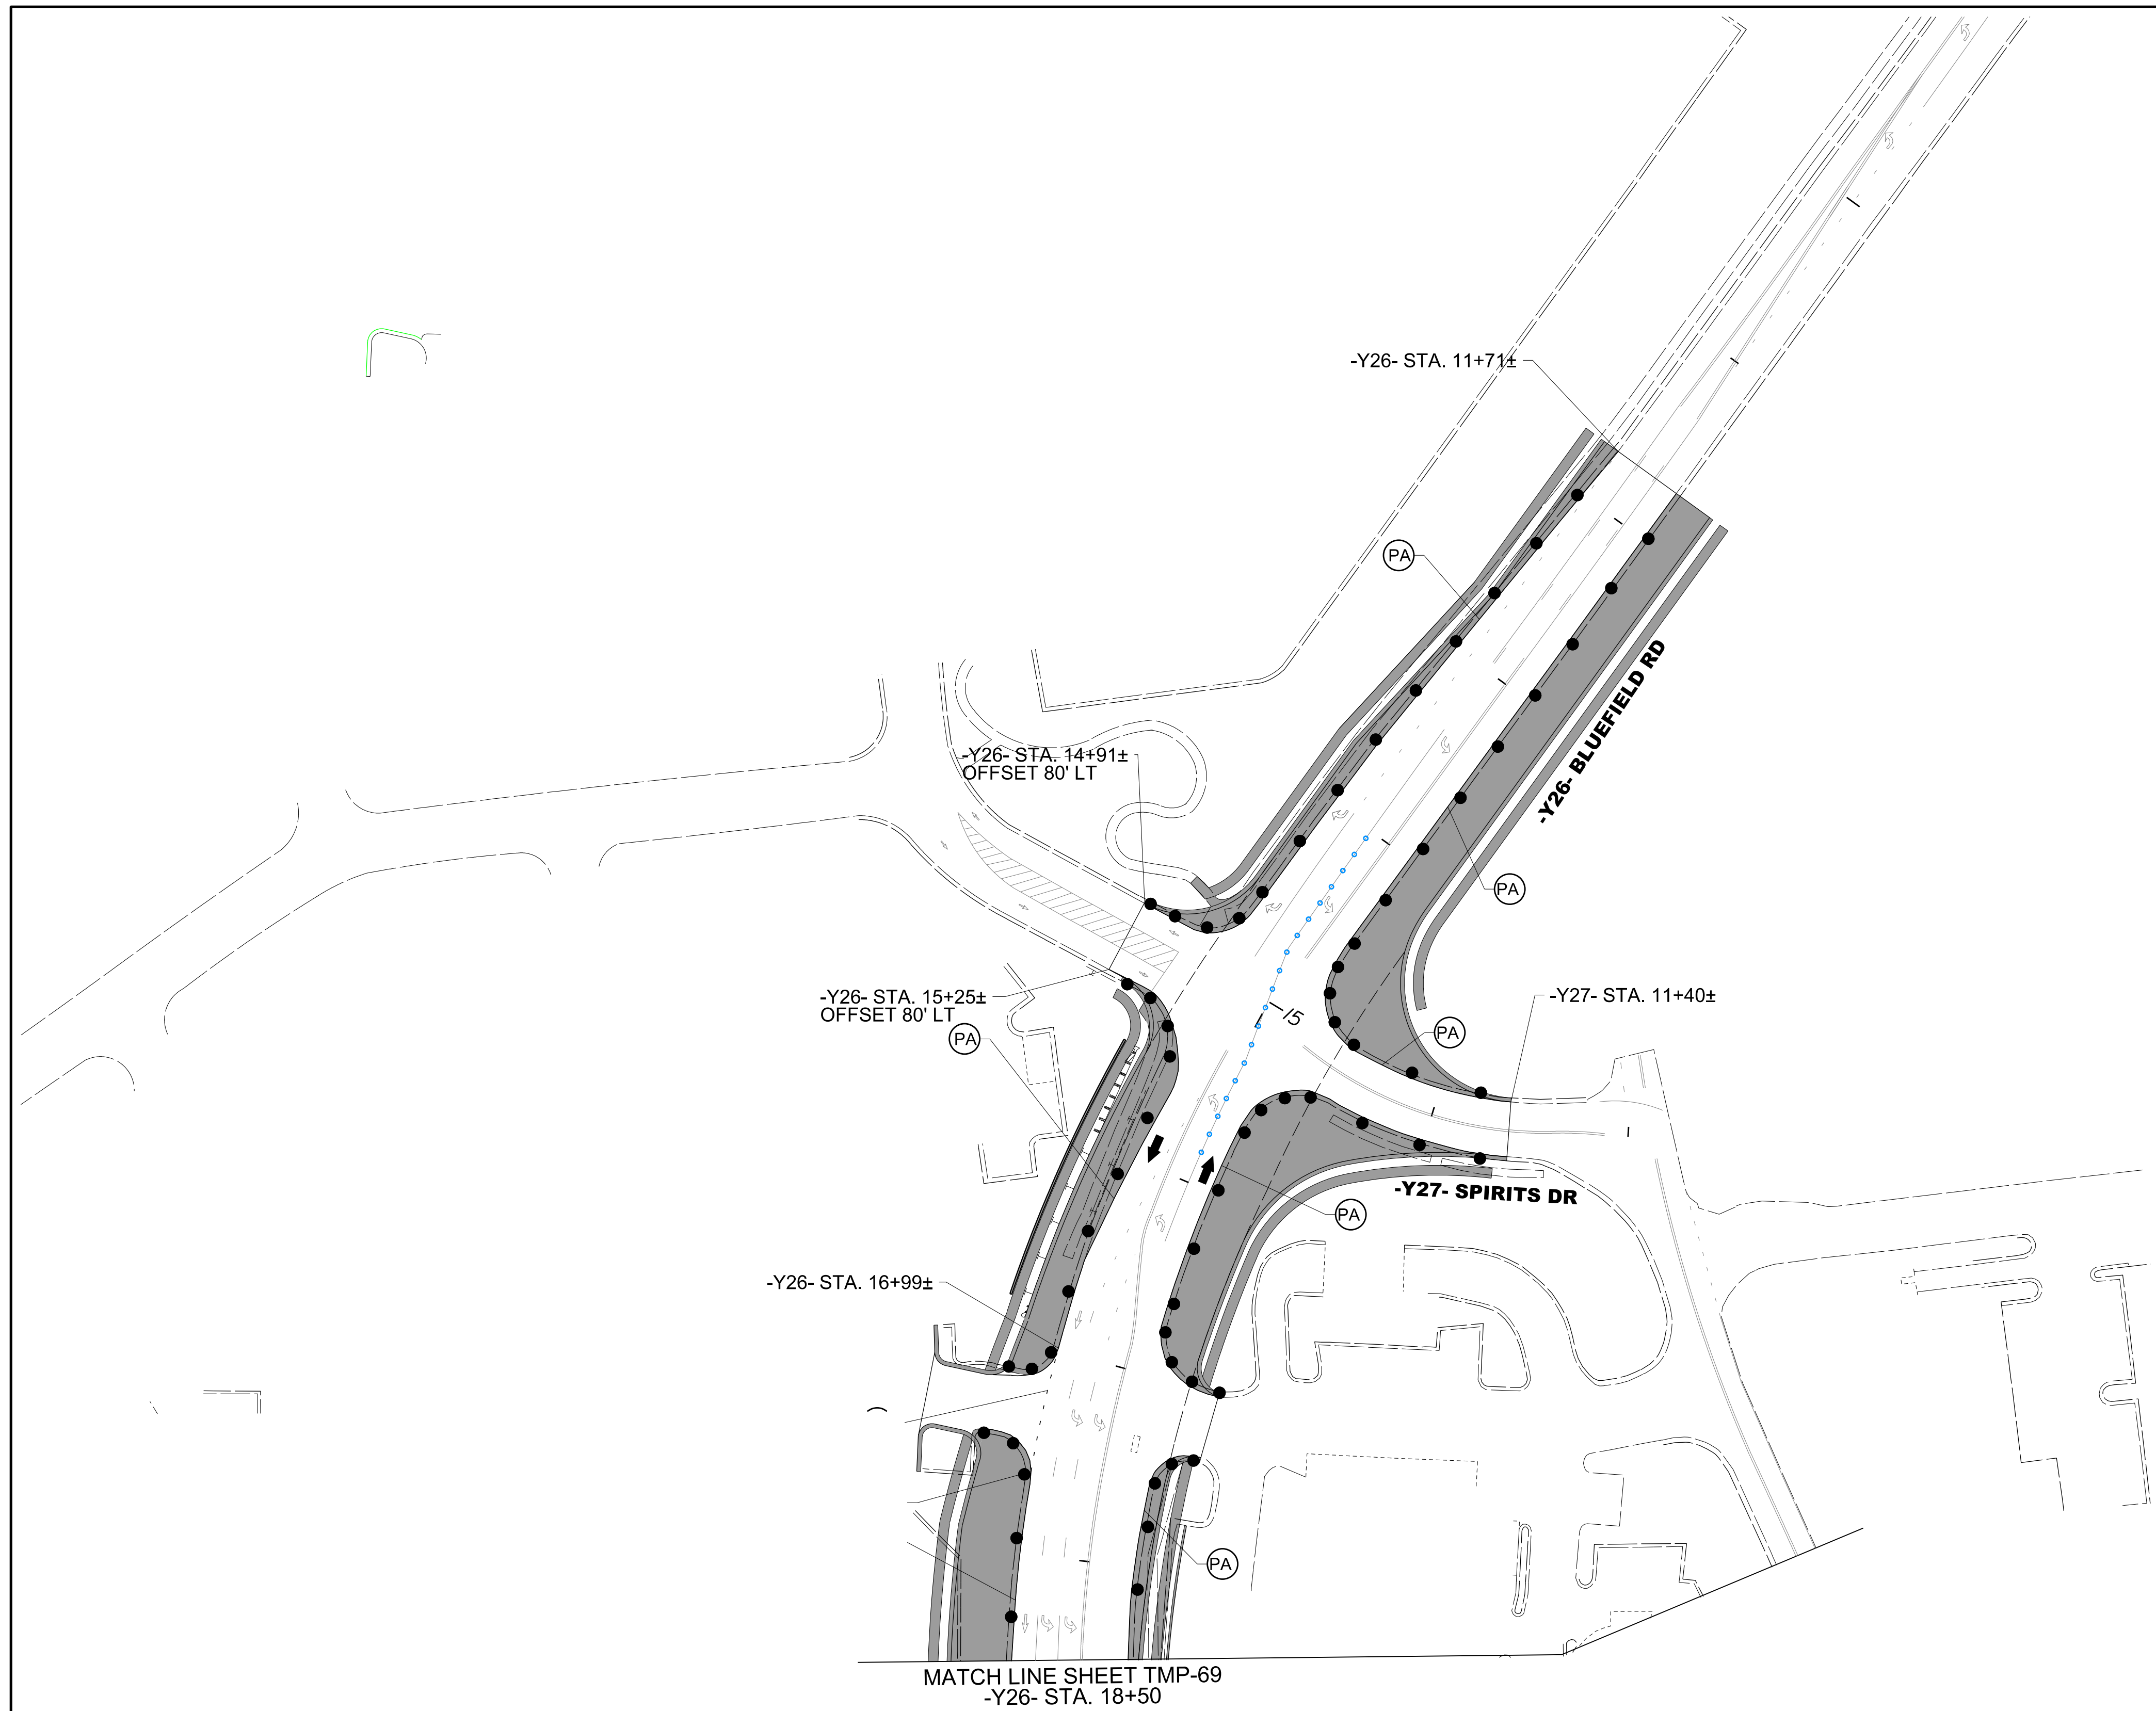 -Y26- STA. 11+71±
PA
-Y26- BLUEFIELD RD
-Y26- STA. 14+91±
OFFSET 80' LT
PA
-Y26- STA. 15+25±
OFFSET 80' LT
-Y27- STA. 11+40±
15
PA
PA
-Y27- SPIRITS DR
PA
-Y26- STA. 16+99±
PA
MATCH LINE SHEET TMP-69
-Y26- STA. 18+50